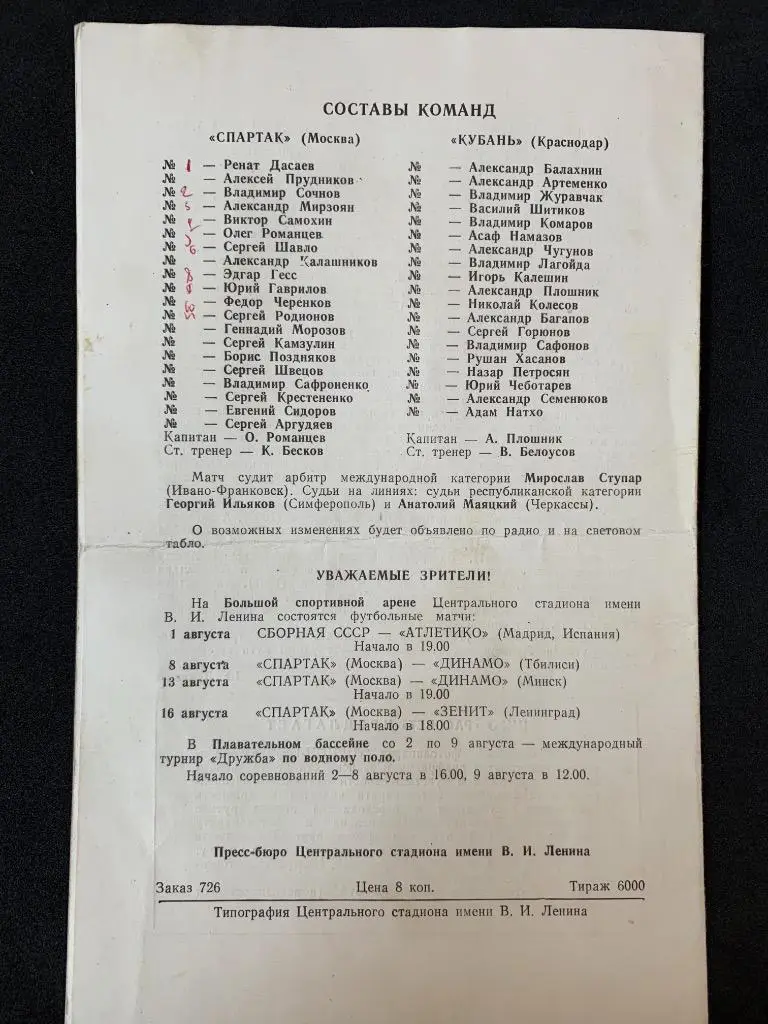 СОСТАВЫ КОМАНД
«СПАРТАК» (Москва)
№ 1 — Ренат Дасаев
№ — Алексей Прудников
№ 2 — Владимир Сочнов
№ — Александр Мирзоян
№ — Виктор Самохин
№ — Олег Романцев
№ 6 — Сергей Шавло
№ — Александр Калашников
№ 8 — Эдгар Гесс
№ — Юрий Гаврилов
№ 10 — Федор Черенков
№ — Сергей Родионов
№ — Геннадий Морозов
№ — Сергей Камзулин
№ — Борис Поздняков
№ — Сергей Швецов
№ — Владимир Сафроненко
№ — Сергей Крестененко
№ — Евгений Сидоров
№ — Сергей Аргудяев
Капитан — О. Романцев
Ст. тренер — К. Бесков
«КУБАНЬ» (Краснодар)
№ — Александр Балахнин
№ — Александр Артеменко
№ — Владимир Журавчак
№ — Василий Шитиков
№ — Владимир Комаров
№ — Асаф Намазов
№ — Александр Чугунов
№ — Владимир Лагойда
№ — Игорь Калешин
№ — Александр Плошник
№ — Николай Колесов
№ — Александр Багапов
№ — Сергей Горюнов
№ — Владимир Сафонов
№ — Рушан Хасанов
№ — Назар Петросян
№ — Юрий Чеботарев
№ — Александр Семенюков
№ — Адам Натхо
Капитан — А. Плошник
Ст. тренер — В. Белоусов
Матч судит арбитр международной категории Мирослав Ступар
(Ивано-Франковск). Судьи на линиях: судьи республиканской категории
Георгий Ильяков (Симферополь) и Анатолий Маяцкий (Черкассы).
О возможных изменениях будет объявлено по радио и на световом
табло.
УВАЖАЕМЫЕ ЗРИТЕЛИ!
На Большой спортивной арене Центрального стадиона имени
В. И. Ленина состоятся футбольные матчи:
1 августа СБОРНАЯ СССР — «АТЛЕТИКО» (Мадрид, Испания)
Начало в 19.00
8 августа «СПАРТАК» (Москва) — «ДИНАМО» (Тбилиси)
13 августа «СПАРТАК» (Москва) — «ДИНАМО» (Минск)
Начало в 19.00
16 августа «СПАРТАК» (Москва) — «ЗЕНИТ» (Ленинград)
Начало в 18.00
В Плавательном бассейне со 2 по 9 августа — международный
турнир «Дружба» по водному поло.
Начало соревнований 2—8 августа в 16.00, 9 августа в 12.00.
Пресс-бюро Центрального стадиона имени В. И. Ленина
Заказ 726 Цена 8 коп. Тираж 6000
Типография Центрального стадиона имени В. И. Ленина